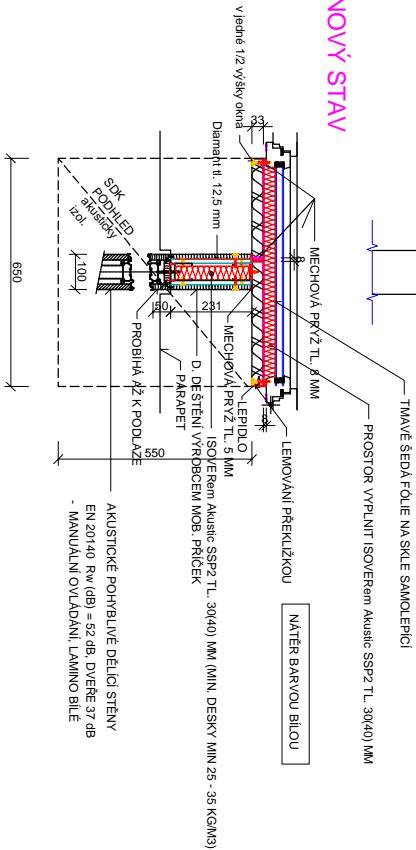 NOVÝ STAV
TMAVĚ ŠEDÁ FÓLIE NA SKLE SAMOLEPÍCÍ
PROSTOR VYPLNIT ISOVERem Akustic SSP2 TL. 30(40) MM
MECHOVÁ PRYŽ TL. 8 MM
8
NÁTĚR BARVOU BÍLOU
LEMOVÁNÍ PŘEKLIŽKOU
8
v jedné 1/2 výšky okna
33
Diamant tl. 12,5 mm
LEPIDLO
MECHOVÁ PRYŽ TL. 5 MM
ISOVERem Akustic SSP2 TL. 30(40) MM (MIN. DESKY MIN 25 - 35 KG/M3)
D. DEŠTĚNÍ VÝROBCEM MOB. PŘÍČEK
231
50
PARAPET
PROBÍHÁ AŽ K PODLAZE
SDK
PODHLED
akustický
izol.
100
650
550
AKUSTICKÉ POHYBLIVÉ DĚLÍCÍ STĚNY
EN 20140 Rw (dB) = 52 dB, DVEŘE 37 dB
- MANUÁLNÍ OVLÁDÁNÍ, LAMINO BÍLÉ